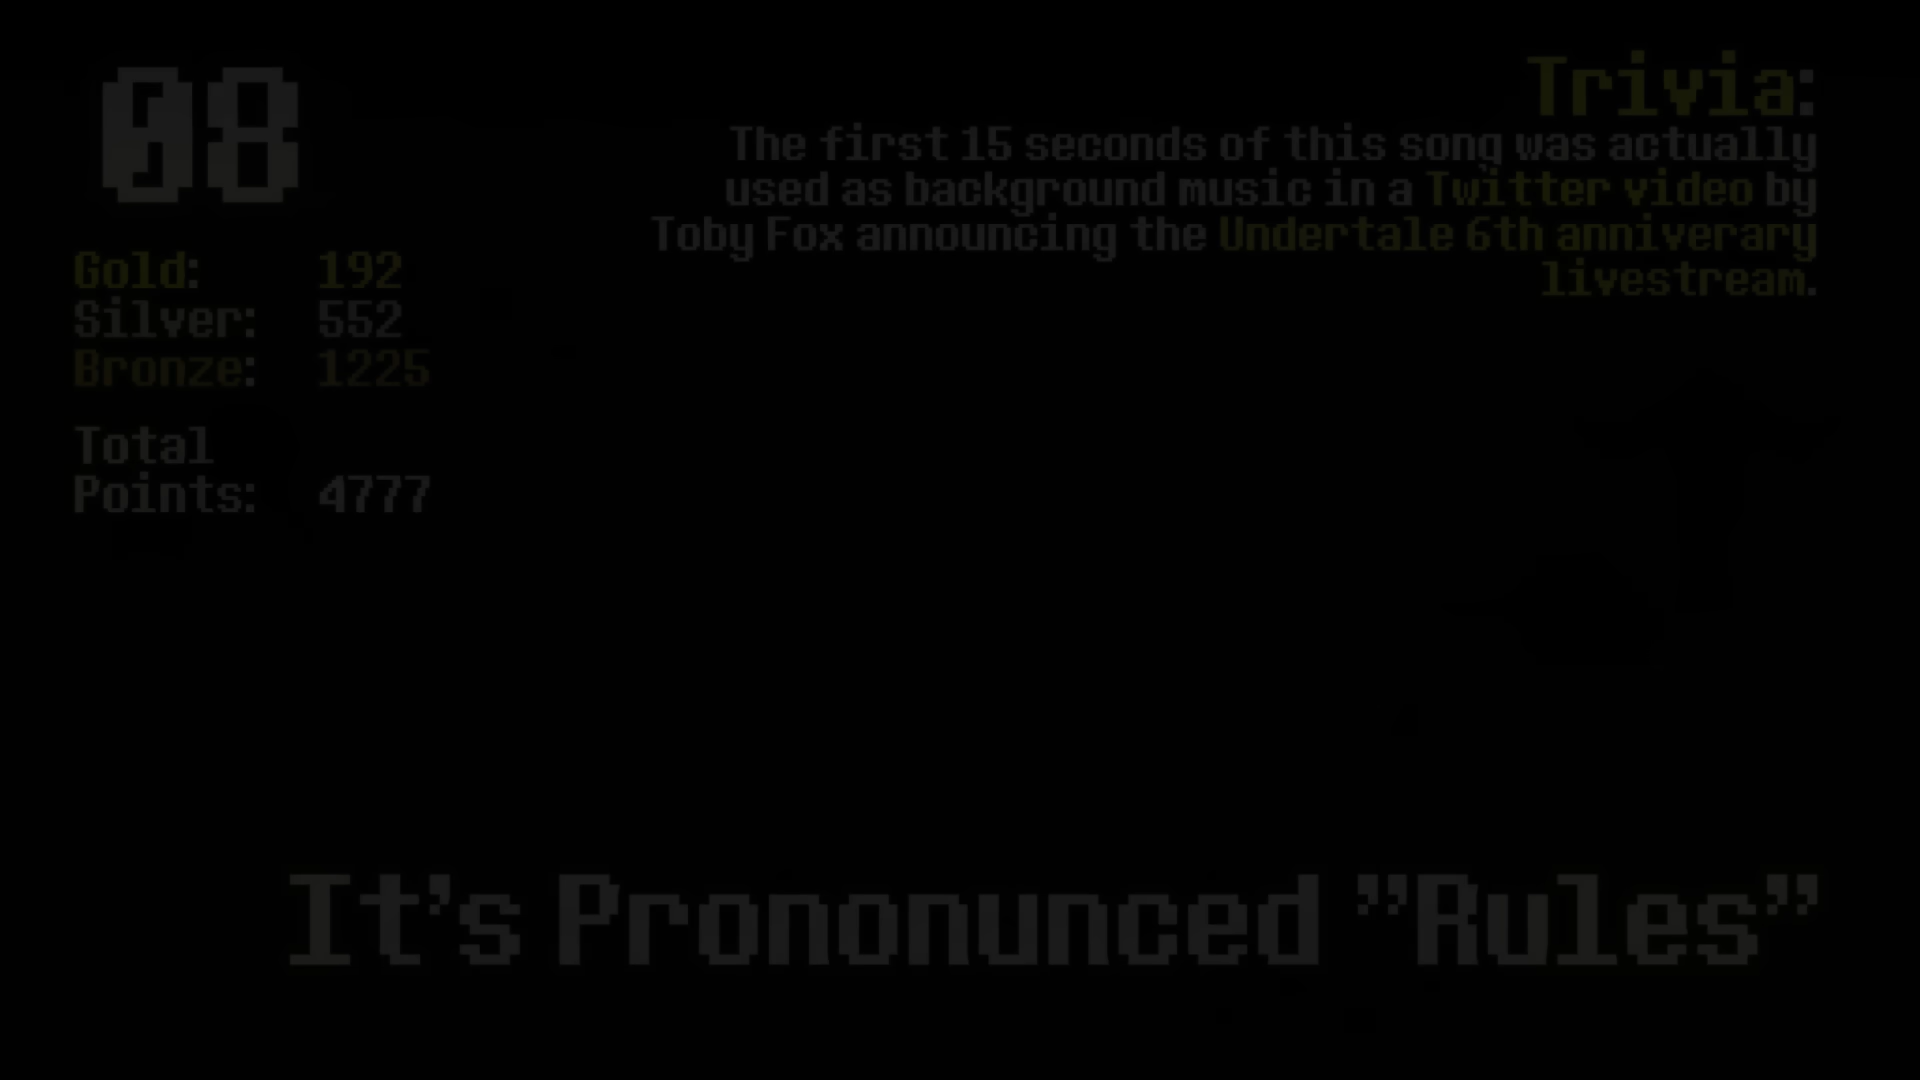 08
Gold: 192
Silver: 552
Bronze: 1225
Total
Points: 4777
Trivia:
The first 15 seconds of this song was actually
used as background music in a Twitter video by
Toby Fox announcing the Undertale 6th anniverary
livestream.
It’s Prononunced ”Rules”